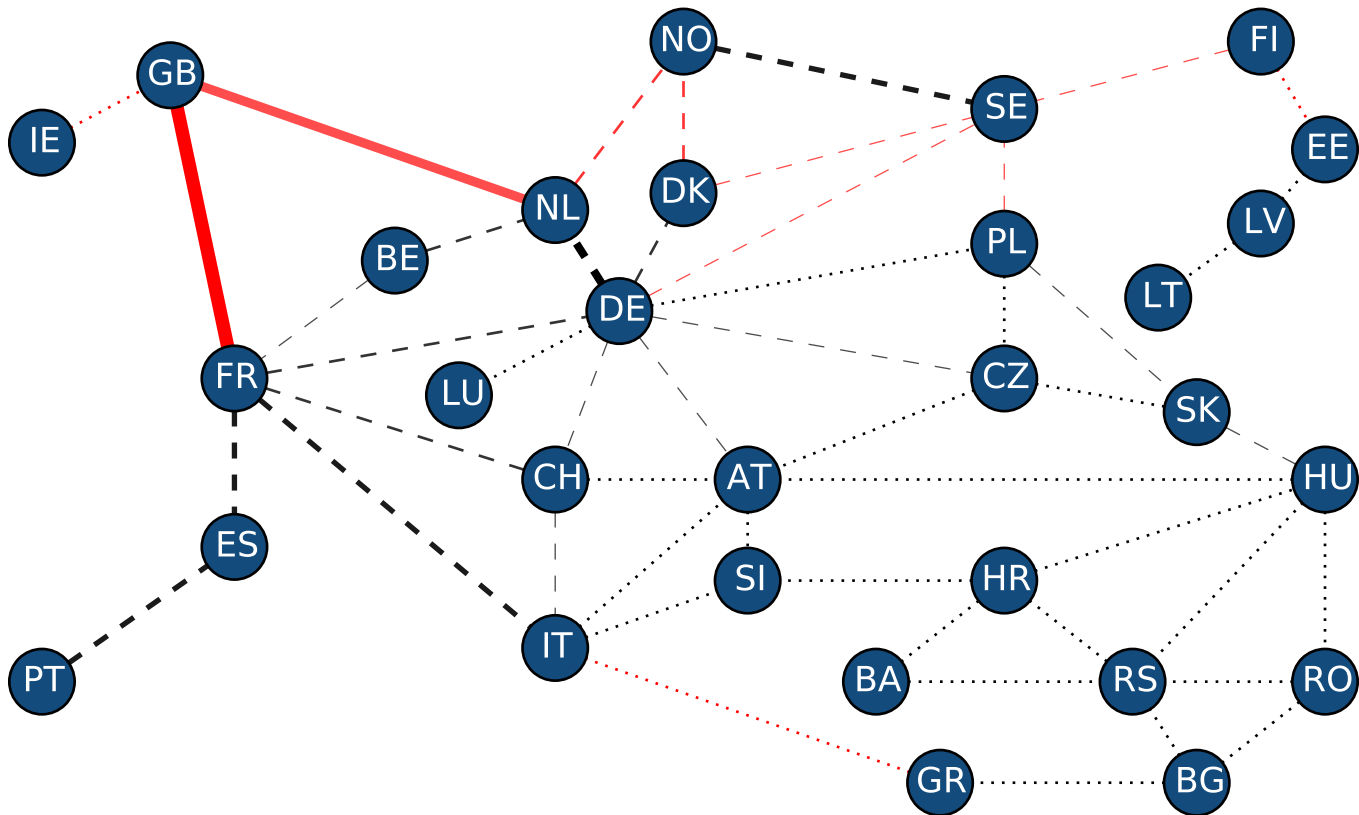 NO
FI
GB
SE
IE
EE
DK
NL
LV
PL
BE
LT
DE
FR
CZ
LU
SK
CH
AT
HU
ES
SI
HR
IT
PT
BA
RS
RO
GR
BG